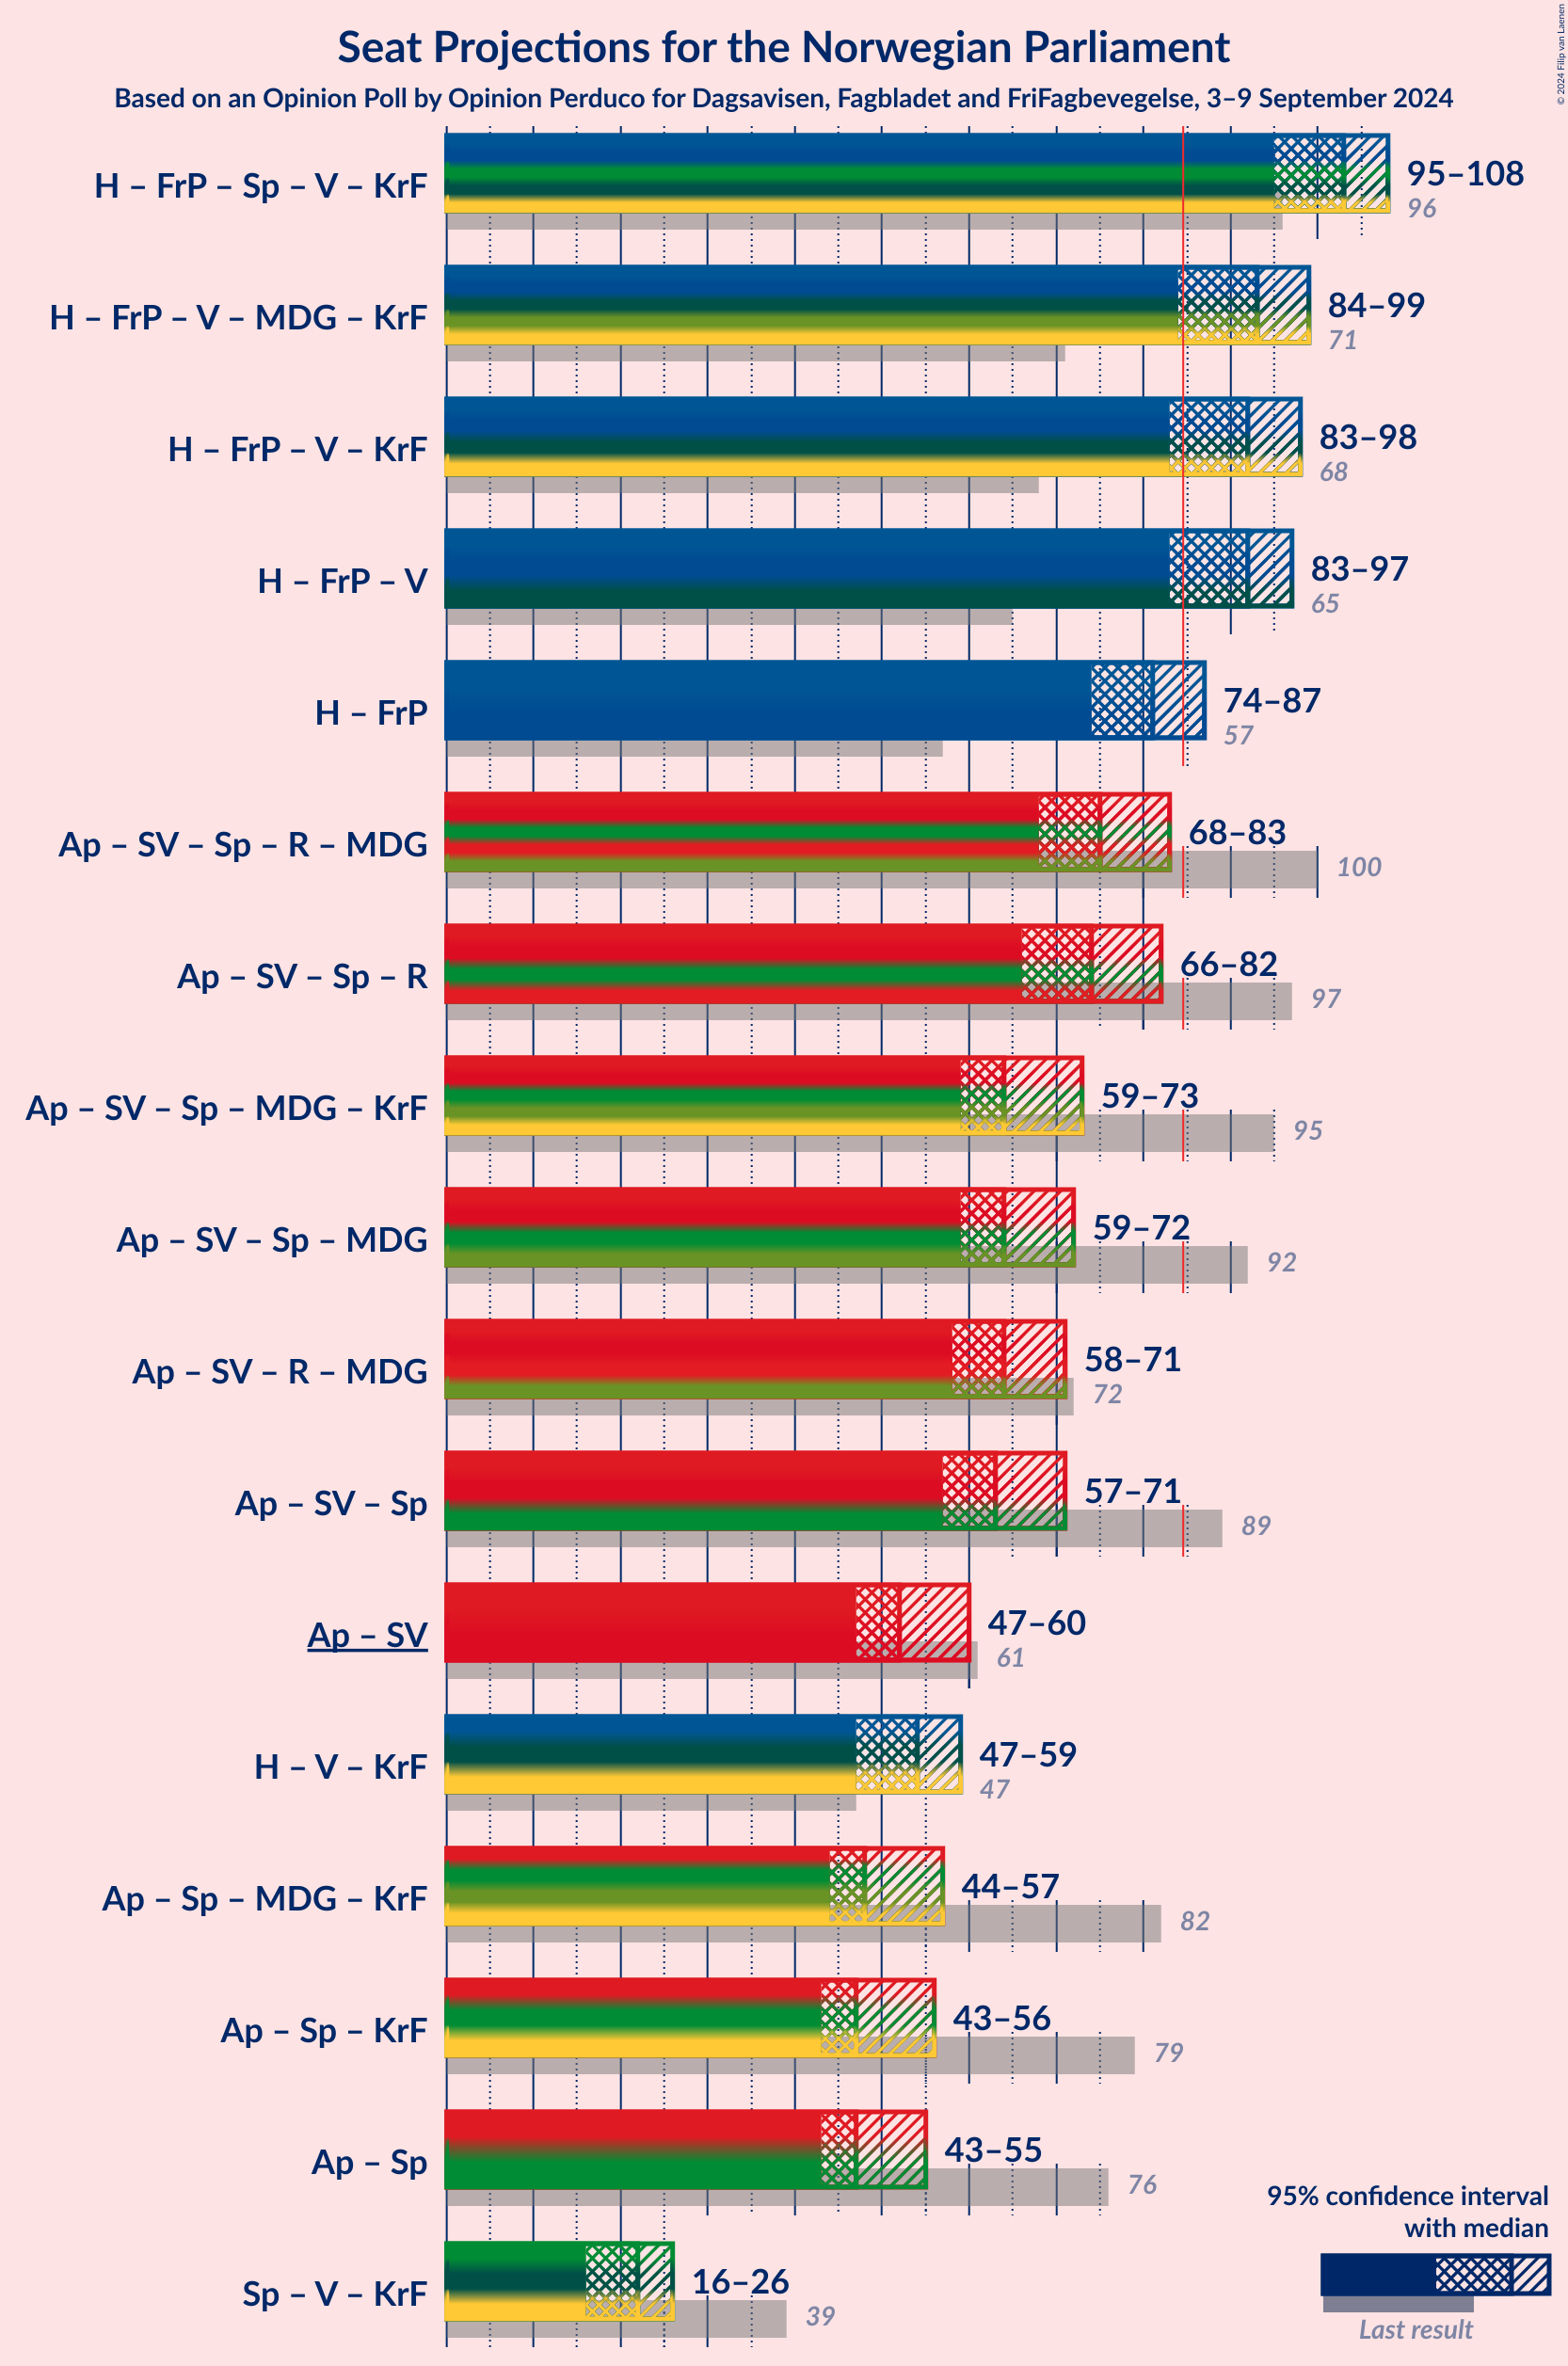 Seat Projections for the Norwegian Parliament
Based on an Opinion Poll by Opinion Perduco for Dagsavisen, Fagbladet and FriFagbevegelse, 3–9 September 2024
© 2024 Filip van Laenen
H – FrP – Sp – V – KrF
95–108
96
H – FrP – V – MDG – KrF
84–99
71
H – FrP – V – KrF
83–98
68
H – FrP – V
83–97
65
H – FrP
74–87
57
Ap – SV – Sp – R – MDG
68–83
100
Ap – SV – Sp – R
66–82
97
Ap – SV – Sp – MDG – KrF
59–73
95
Ap – SV – Sp – MDG
59–72
92
Ap – SV – R – MDG
58–71
72
Ap – SV – Sp
57–71
89
Ap – SV
47–60
61
H – V – KrF
47–59
47
Ap – Sp – MDG – KrF
44–57
82
Ap – Sp – KrF
43–56
79
Ap – Sp
43–55
76
Sp – V – KrF
16–26
39
95% confidence interval
with median
Last result